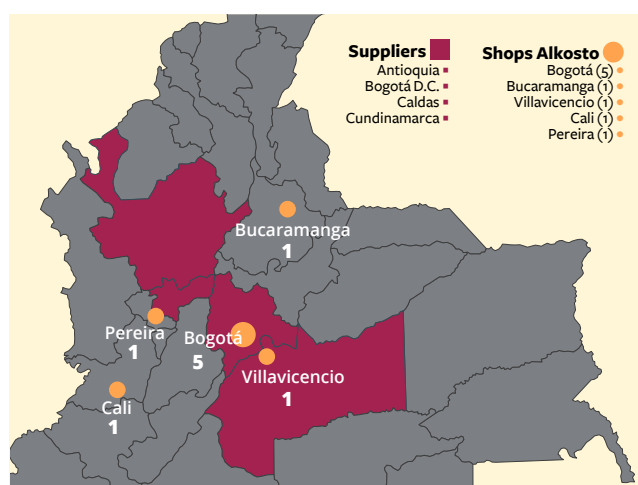 Suppliers
Antioquia
Bogotá D.C.
Caldas
Cundinamarca
Shops Alkosto
Bogotá (5)
Bucaramanga (1)
Villavicencio (1)
Cali (1)
Pereira (1)
Bucaramanga
1
Pereira
1
Bogotá
5
Villavicencio
1
Cali
1